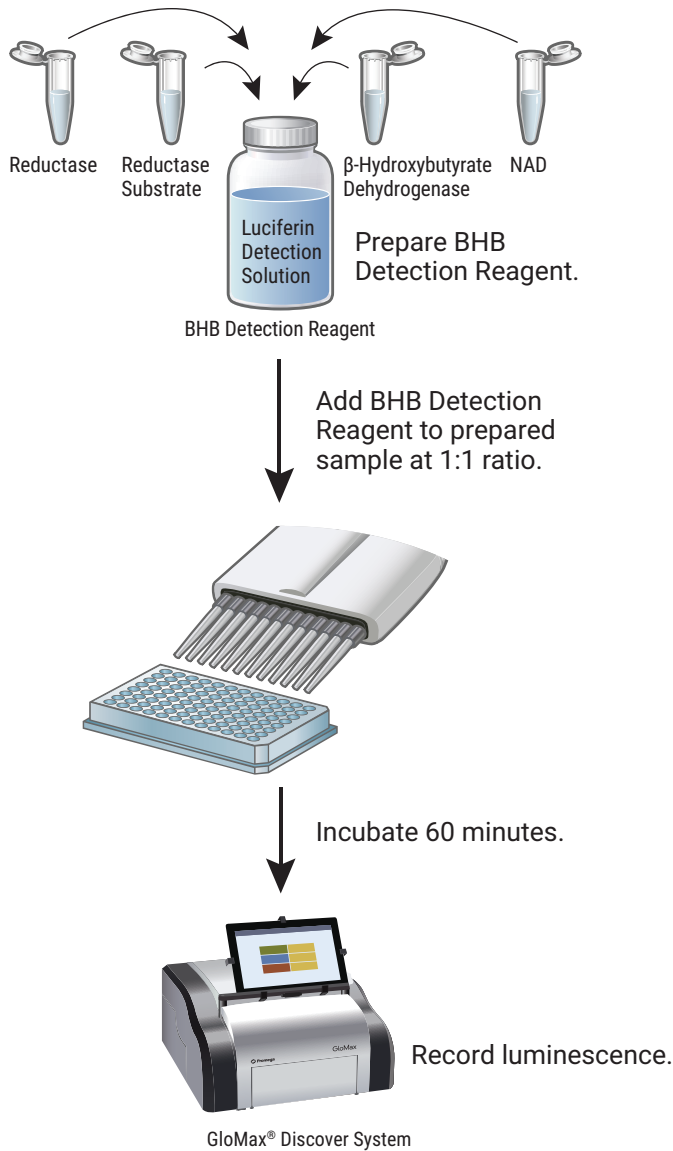 Reductase
Reductase
Substrate
β-Hydroxybutyrate
Dehydrogenase
NAD
Luciferin
Detection
Solution
Prepare BHB
Detection Reagent.
BHB Detection Reagent
Add BHB Detection
Reagent to prepared
sample at 1:1 ratio.
Incubate 60 minutes.
Promega
GloMax
Record luminescence.
GloMax® Discover System